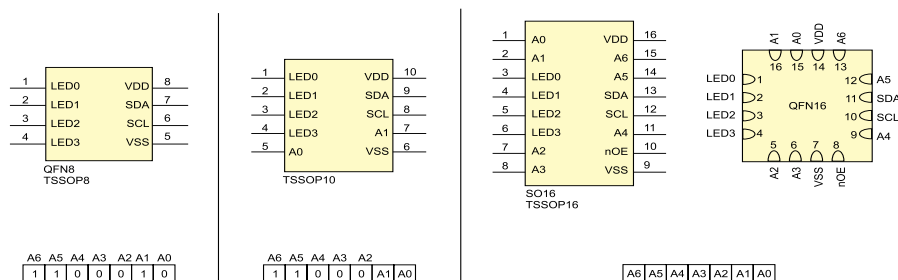 1 LED0 VDD 8
2 LED1 SDA 7
3 LED2 SCL 6
4 LED3 VSS 5
QFN8
TSSOP8
A6 A5 A4 A3 A2 A1 A0
1 1 0 0 0 1 0
1 LED0 VDD 10
2 LED1 SDA 9
3 LED2 SCL 8
4 LED3 A1 7
5 A0 VSS 6
TSSOP10
A6 A5 A4 A3 A2
1 1 0 0 0 A1 A0
1 A0 VDD 16
2 A1 A6 15
3 LED0 A5 14
4 LED1 SDA 13
5 LED2 SCL 12
6 LED3 A4 11
7 A2 nOE 10
8 A3 VSS 9
SO16
TSSOP16
A1 A0 VDD A6
16 15 14 13
LED0 1 12 A5
LED1 2 QFN16 11 SDA
LED2 3 10 SCL
LED3 4 9 A4
5 6 7 8
A2 A3 VSS nOE
A6 A5 A4 A3 A2 A1 A0